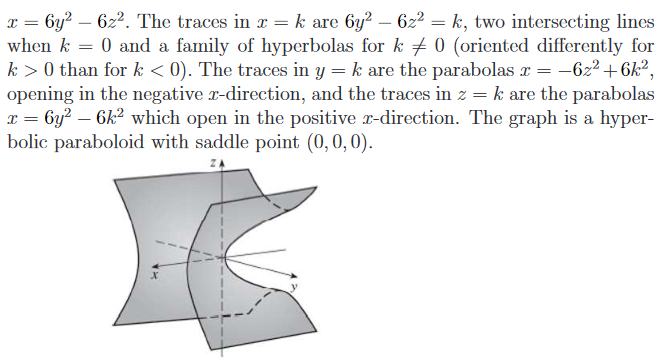 x = 6y² − 6z². The traces in x = k are 6y² − 6z² = k, two intersecting lines
when k = 0 and a family of hyperbolas for k ≠ 0 (oriented differently for
k > 0 than for k < 0). The traces in y = k are the parabolas x = −6z² + 6k²,
opening in the negative x-direction, and the traces in z = k are the parabolas
x = 6y² − 6k² which open in the positive x-direction. The graph is a hyper-
bolic paraboloid with saddle point (0, 0, 0).
z
x
y